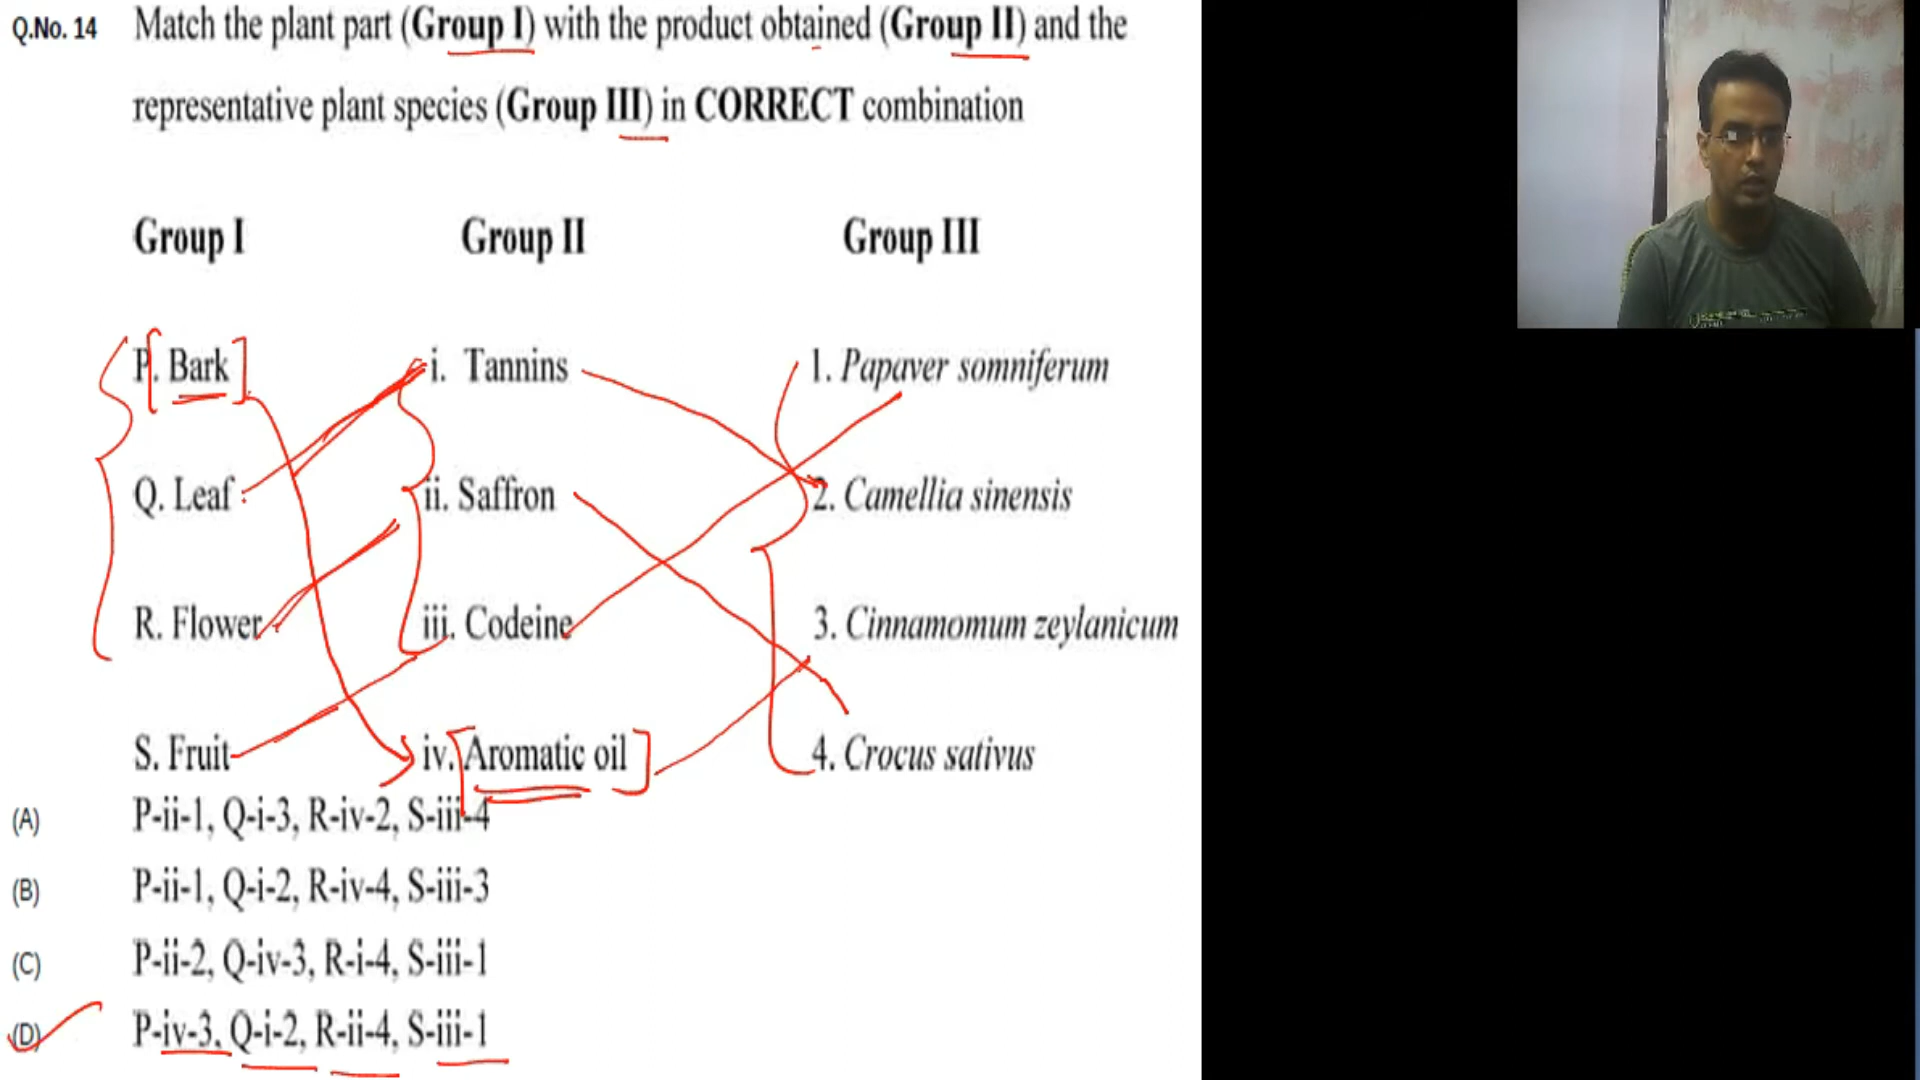 Q.No. 14 Match the plant part (Group I) with the product obtained (Group II) and the
representative plant species (Group III) in CORRECT combination
Group I Group II Group III
P. Bark i. Tannins 1. Papaver somniferum
Q. Leaf ii. Saffron 2. Camellia sinensis
R. Flower iii. Codeine 3. Cinnamomum zeylanicum
S. Fruit iv. Aromatic oil 4. Crocus sativus
(A) P-ii-1, Q-i-3, R-iv-2, S-iii-4
(B) P-ii-1, Q-i-2, R-iv-4, S-iii-3
(C) P-ii-2, Q-iv-3, R-i-4, S-iii-1
(D) P-iv-3, Q-i-2, R-ii-4, S-iii-1